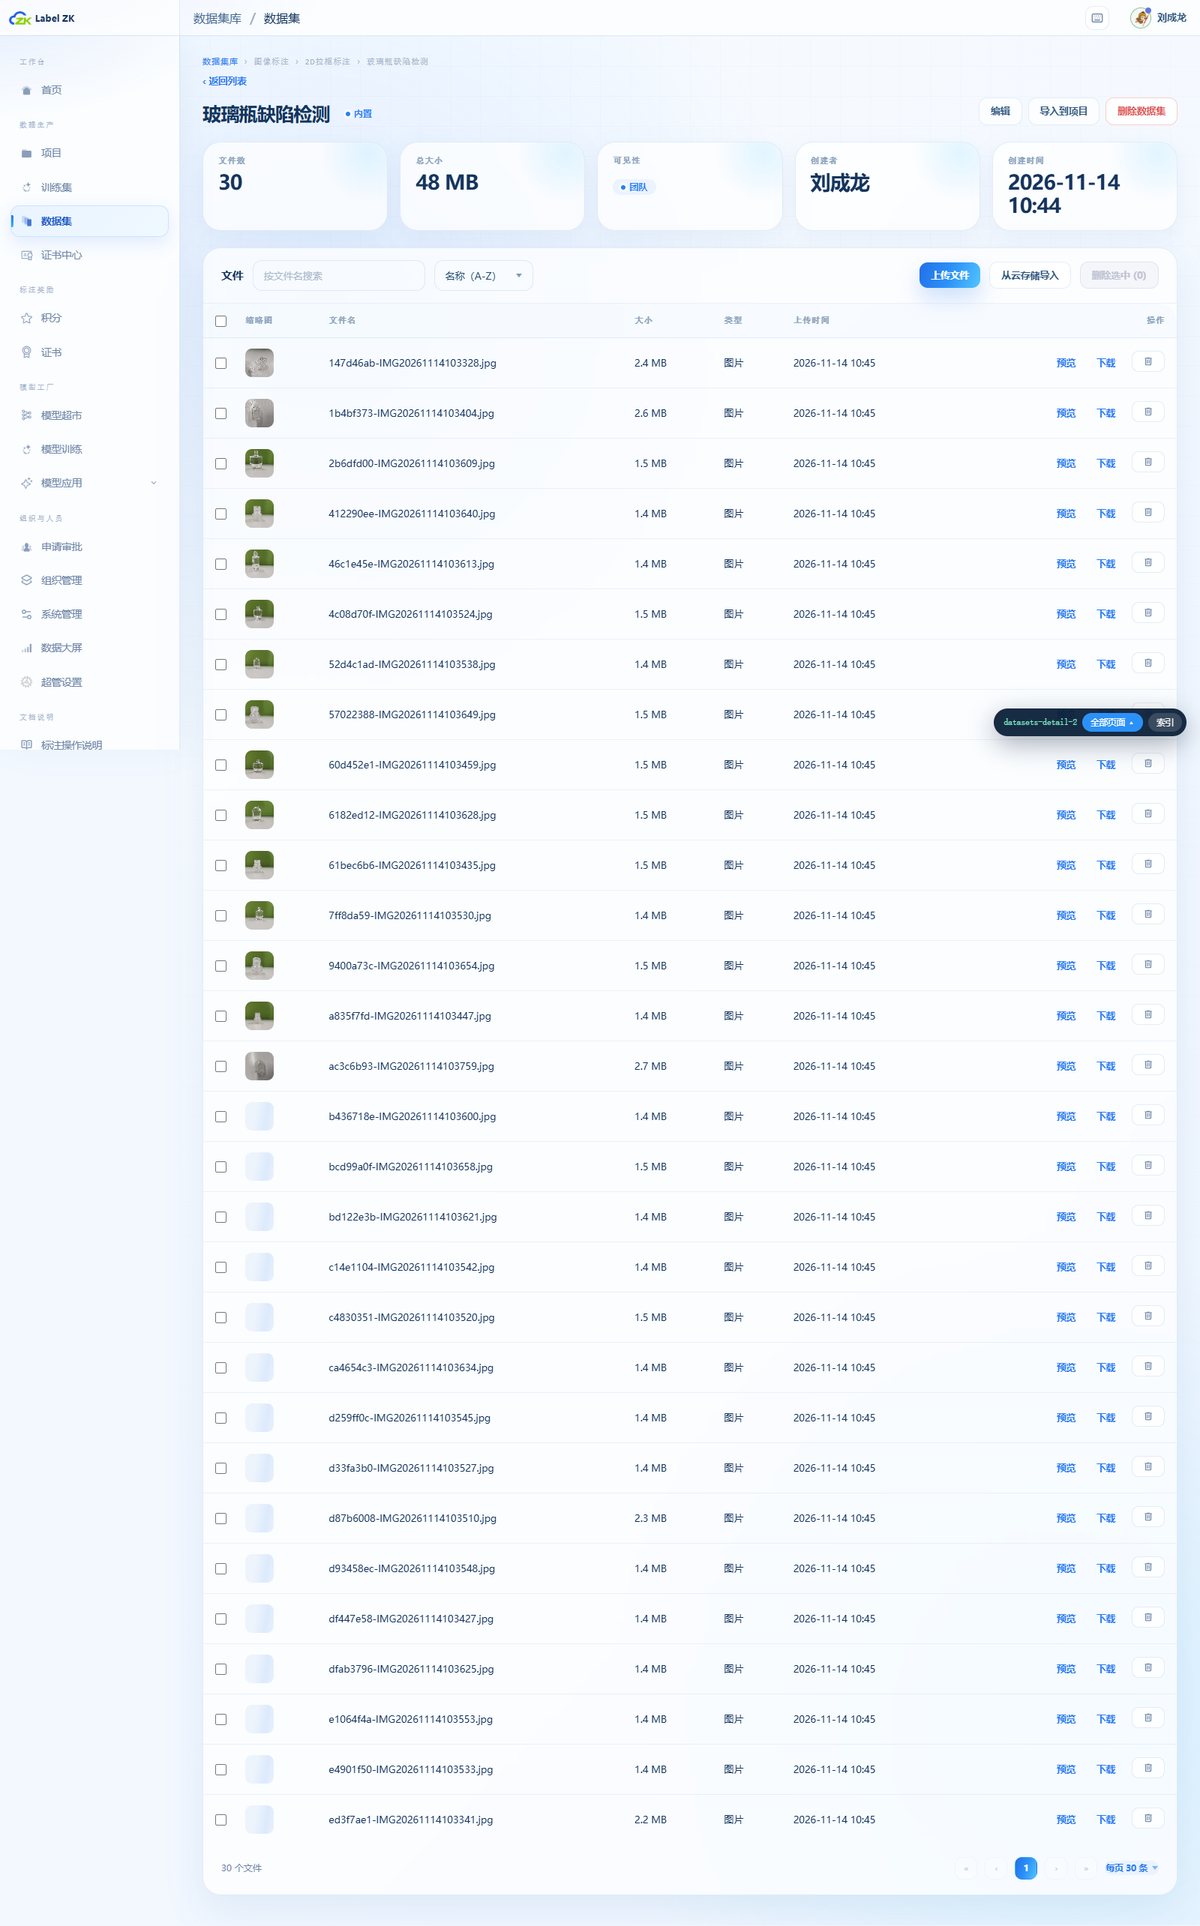 Label ZK
数据集库 / 数据集
刘成龙
工作台
首页
数据生产
项目
训练集
数据集
证书中心
标注奖励
积分
证书
模型工厂
模型超市
模型训练
模型应用
组织与人员
申请审批
组织管理
系统管理
数据大屏
超管设置
文档说明
标注操作说明
数据集库 › 图像标注 › 2D拉框标注 › 玻璃瓶缺陷检测
‹ 返回列表
玻璃瓶缺陷检测 内置
编辑 导入到项目 删除数据集
文件数
30
总大小
48 MB
可见性
团队
创建者
刘成龙
创建时间
2026-11-14
10:44
文件 按文件名搜索 名称（A-Z） 上传文件 从云存储导入 删除选中 (0)
缩略图 文件名 大小 类型 上传时间 操作
147d46ab-IMG20261114103328.jpg 2.4 MB 图片 2026-11-14 10:45 预览 下载
1b4bf373-IMG20261114103404.jpg 2.6 MB 图片 2026-11-14 10:45 预览 下载
2b6dfd00-IMG20261114103609.jpg 1.5 MB 图片 2026-11-14 10:45 预览 下载
412290ee-IMG20261114103640.jpg 1.4 MB 图片 2026-11-14 10:45 预览 下载
46c1e45e-IMG20261114103613.jpg 1.4 MB 图片 2026-11-14 10:45 预览 下载
4c08d70f-IMG20261114103524.jpg 1.5 MB 图片 2026-11-14 10:45 预览 下载
52d4c1ad-IMG20261114103538.jpg 1.4 MB 图片 2026-11-14 10:45 预览 下载
57022388-IMG20261114103649.jpg 1.5 MB 图片 2026-11-14 10:45
datasets-detail-2 全部页面 索引
60d452e1-IMG20261114103459.jpg 1.5 MB 图片 2026-11-14 10:45 预览 下载
6182ed12-IMG20261114103628.jpg 1.5 MB 图片 2026-11-14 10:45 预览 下载
61bec6b6-IMG20261114103435.jpg 1.5 MB 图片 2026-11-14 10:45 预览 下载
7ff8da59-IMG20261114103530.jpg 1.4 MB 图片 2026-11-14 10:45 预览 下载
9400a73c-IMG20261114103654.jpg 1.5 MB 图片 2026-11-14 10:45 预览 下载
a835f7fd-IMG20261114103447.jpg 1.4 MB 图片 2026-11-14 10:45 预览 下载
ac3c6b93-IMG20261114103759.jpg 2.7 MB 图片 2026-11-14 10:45 预览 下载
b436718e-IMG20261114103600.jpg 1.4 MB 图片 2026-11-14 10:45 预览 下载
bcd99a0f-IMG20261114103658.jpg 1.5 MB 图片 2026-11-14 10:45 预览 下载
bd122e3b-IMG20261114103621.jpg 1.4 MB 图片 2026-11-14 10:45 预览 下载
c14e1104-IMG20261114103542.jpg 1.4 MB 图片 2026-11-14 10:45 预览 下载
c4830351-IMG20261114103520.jpg 1.5 MB 图片 2026-11-14 10:45 预览 下载
ca4654c3-IMG20261114103634.jpg 1.4 MB 图片 2026-11-14 10:45 预览 下载
d259ff0c-IMG20261114103545.jpg 1.4 MB 图片 2026-11-14 10:45 预览 下载
d33fa3b0-IMG20261114103527.jpg 1.4 MB 图片 2026-11-14 10:45 预览 下载
d87b6008-IMG20261114103510.jpg 2.3 MB 图片 2026-11-14 10:45 预览 下载
d93458ec-IMG20261114103548.jpg 1.4 MB 图片 2026-11-14 10:45 预览 下载
df447e58-IMG20261114103427.jpg 1.4 MB 图片 2026-11-14 10:45 预览 下载
dfab3796-IMG20261114103625.jpg 1.4 MB 图片 2026-11-14 10:45 预览 下载
e1064f4a-IMG20261114103553.jpg 1.4 MB 图片 2026-11-14 10:45 预览 下载
e4901f50-IMG20261114103533.jpg 1.4 MB 图片 2026-11-14 10:45 预览 下载
ed3f7ae1-IMG20261114103341.jpg 2.2 MB 图片 2026-11-14 10:45 预览 下载
30 个文件 « ‹ 1 › » 每页 30 条